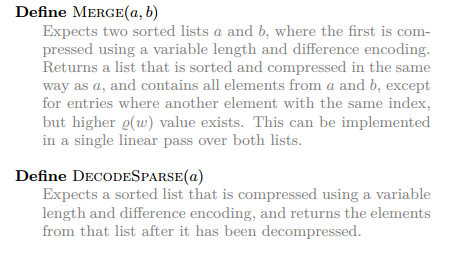 Define MERGE(a, b)
Expects two sorted lists a and b, where the first is com-
pressed using a variable length and difference encoding.
Returns a list that is sorted and compressed in the same
way as a, and contains all elements from a and b, except
for entries where another element with the same index,
but higher ϱ(w) value exists. This can be implemented
in a single linear pass over both lists.
Define DECODESPARSE(a)
Expects a sorted list that is compressed using a variable
length and difference encoding, and returns the elements
from that list after it has been decompressed.